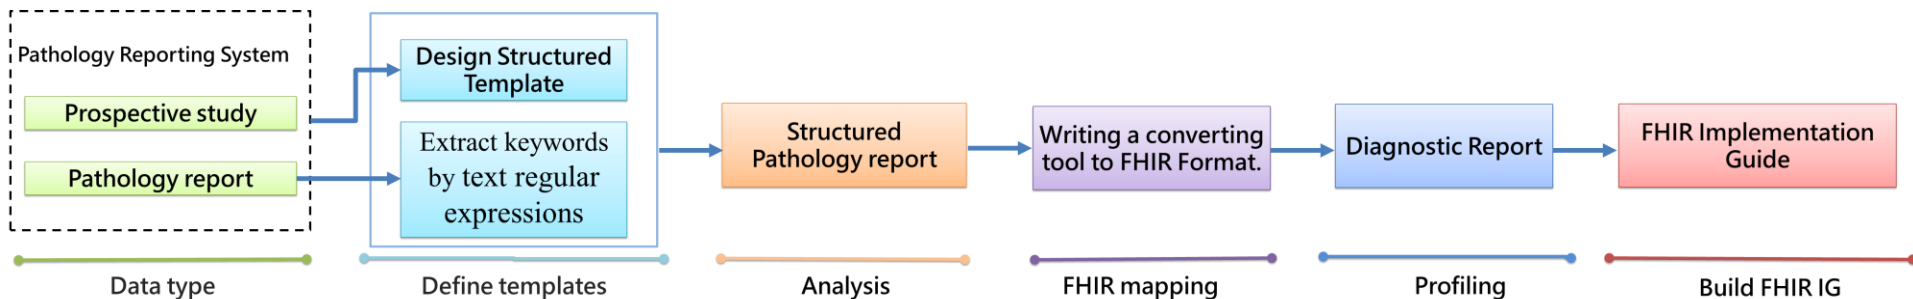 Pathology Reporting System
Prospective study
Pathology report
Data type
Design Structured
Template
Extract keywords
by text regular
expressions
Define templates
Structured
Pathology report
Analysis
Writing a converting
tool to FHIR Format.
FHIR mapping
Diagnostic Report
Profiling
FHIR Implementation
Guide
Build FHIR IG